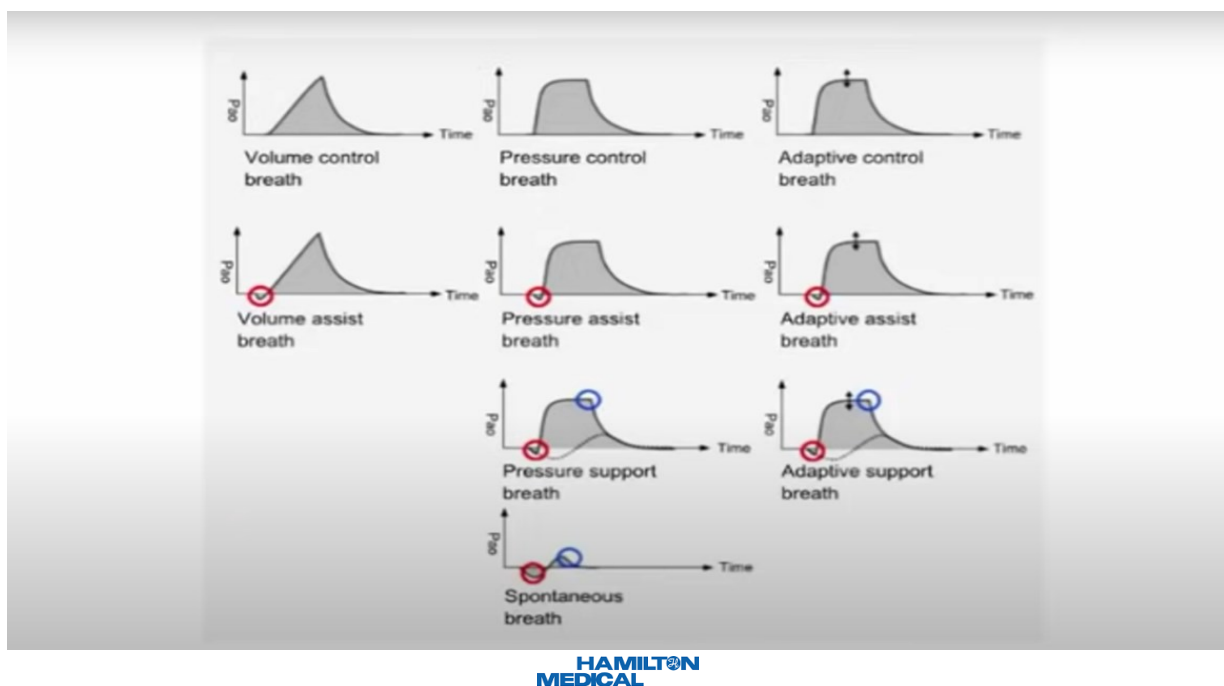 Pao
Time
Volume control
breath
Pao
Time
Pressure control
breath
Pao
Time
Adaptive control
breath
Pao
Time
Volume assist
breath
Pao
Time
Pressure assist
breath
Pao
Time
Adaptive assist
breath
Pao
Time
Pressure support
breath
Pao
Time
Adaptive support
breath
Pao
Time
Spontaneous
breath
HAMILTON
MEDICAL